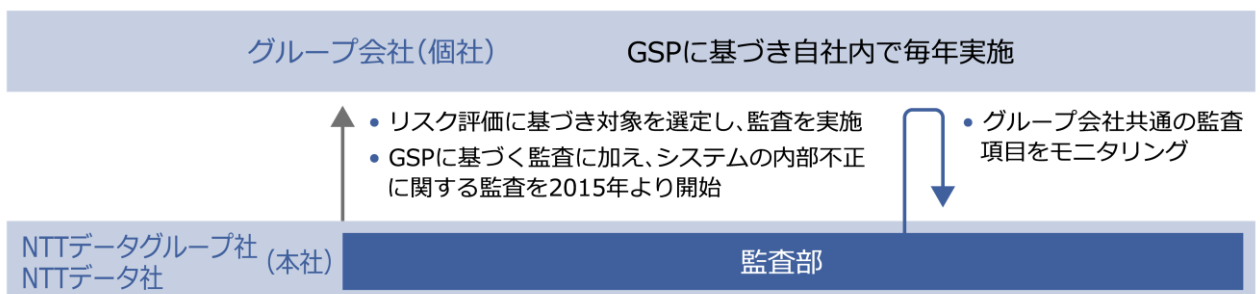 グループ会社(個社) GSPに基づき自社内で毎年実施
• リスク評価に基づき対象を選定し、監査を実施
• GSPに基づく監査に加え、システムの内部不正
に関する監査を2015年より開始
• グループ会社共通の監査
項目をモニタリング
NTTデータグループ社
NTTデータ社
(本社)
監査部